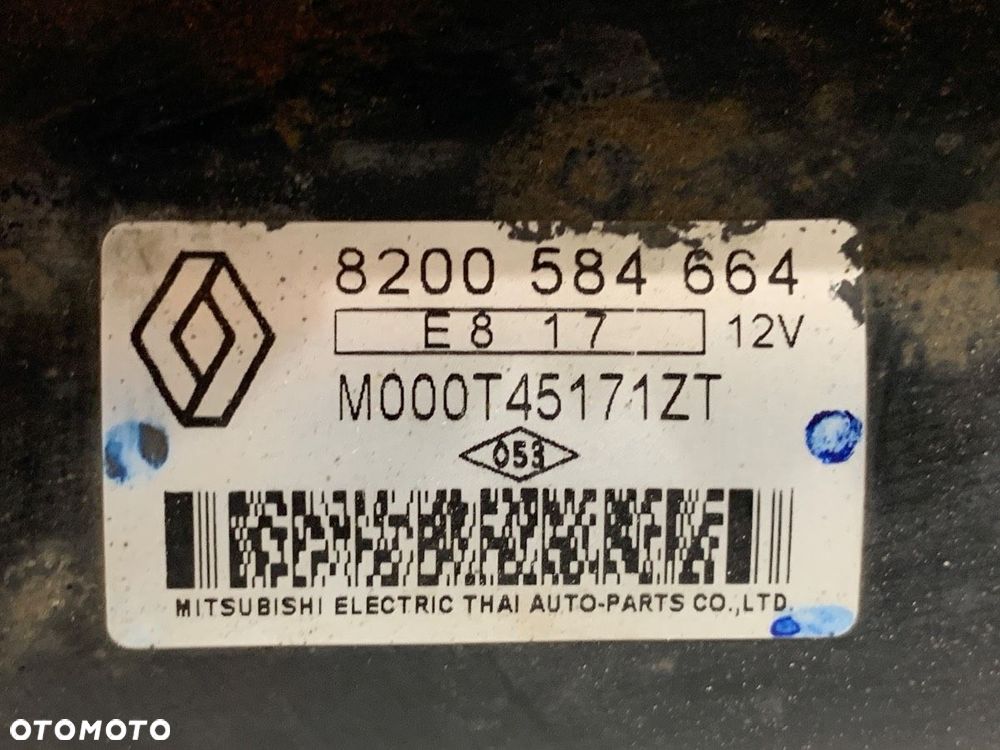 8200 584 664
E8 17 12V
M000T45171ZT
053
MITSUBISHI ELECTRIC THAI AUTO-PARTS CO.,LTD.
OTOMOTO